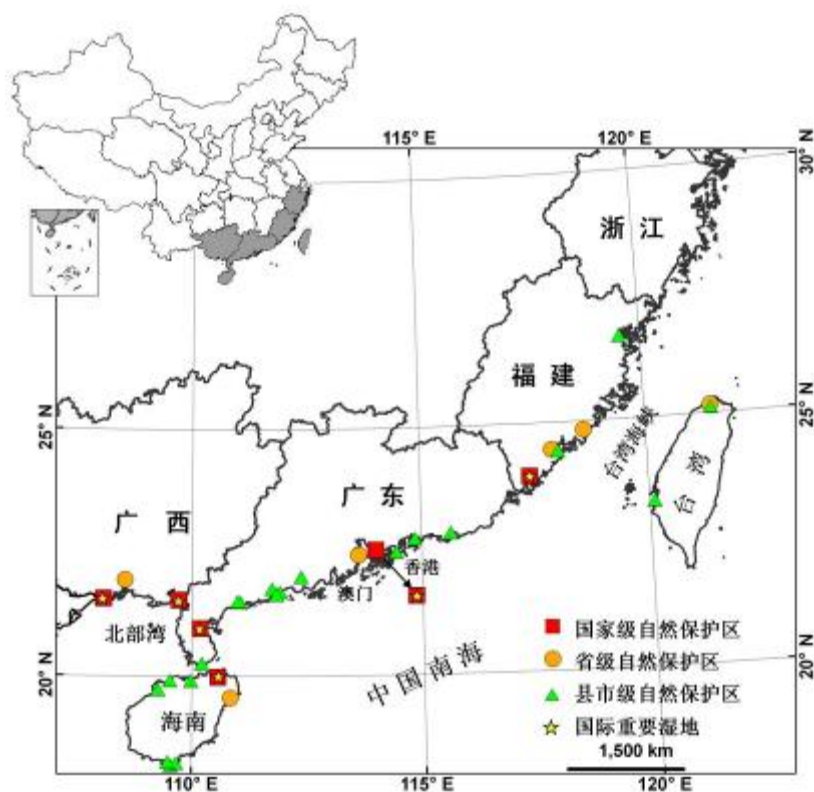 115° E
120° E
30° N
浙 江
福 建
25° N
25° N
台湾海峡
台 湾
广 东
广 西
香港
澳门
北部湾
国家级自然保护区
省级自然保护区
20° N
20° N
中 国 南 海
县市级自然保护区
海南
国际重要湿地
1,500 km
110° E
115° E
120° E